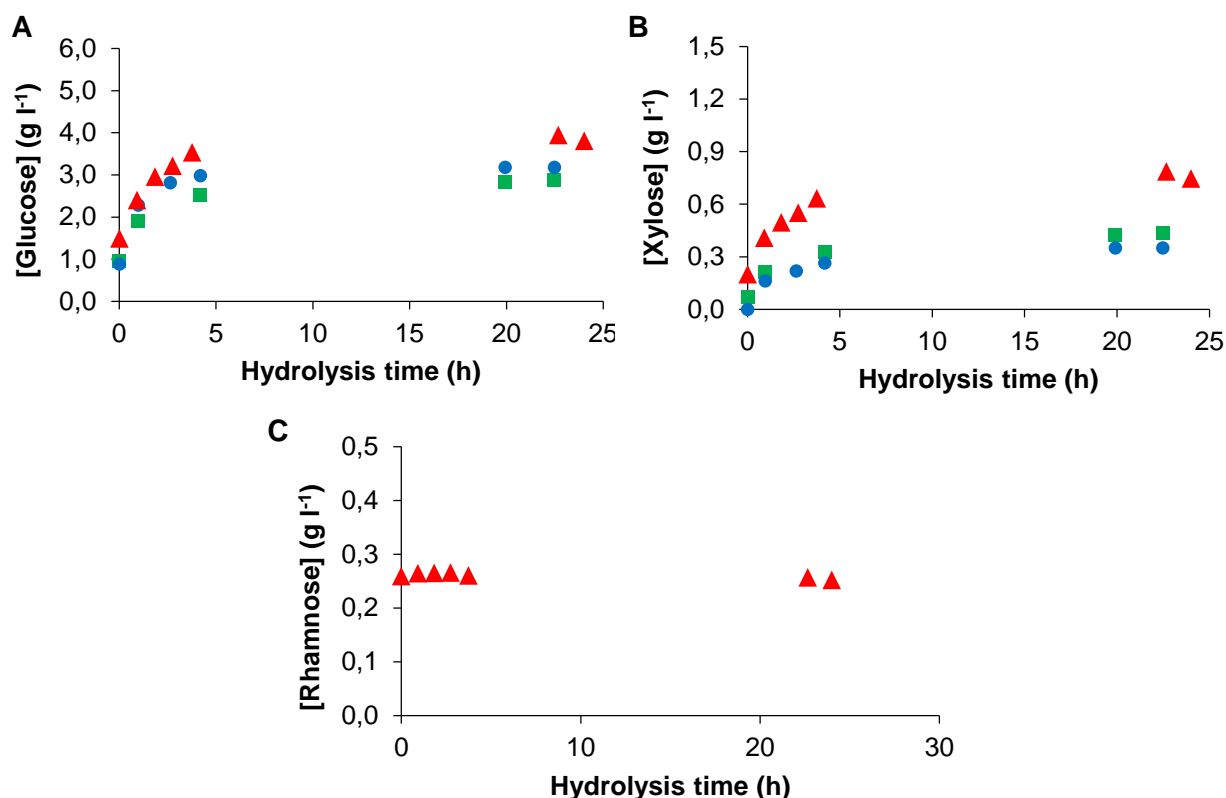 A
[Glucose] (g l⁻¹)
6,0
5,0
4,0
3,0
2,0
1,0
0,0
0 5 10 15 20 25
Hydrolysis time (h)
B
[Xylose] (g l⁻¹)
1,5
1,2
0,9
0,6
0,3
0,0
0 5 10 15 20 25
Hydrolysis time (h)
C
[Rhamnose] (g l⁻¹)
0,5
0,4
0,3
0,2
0,1
0,0
0 10 20 30
Hydrolysis time (h)